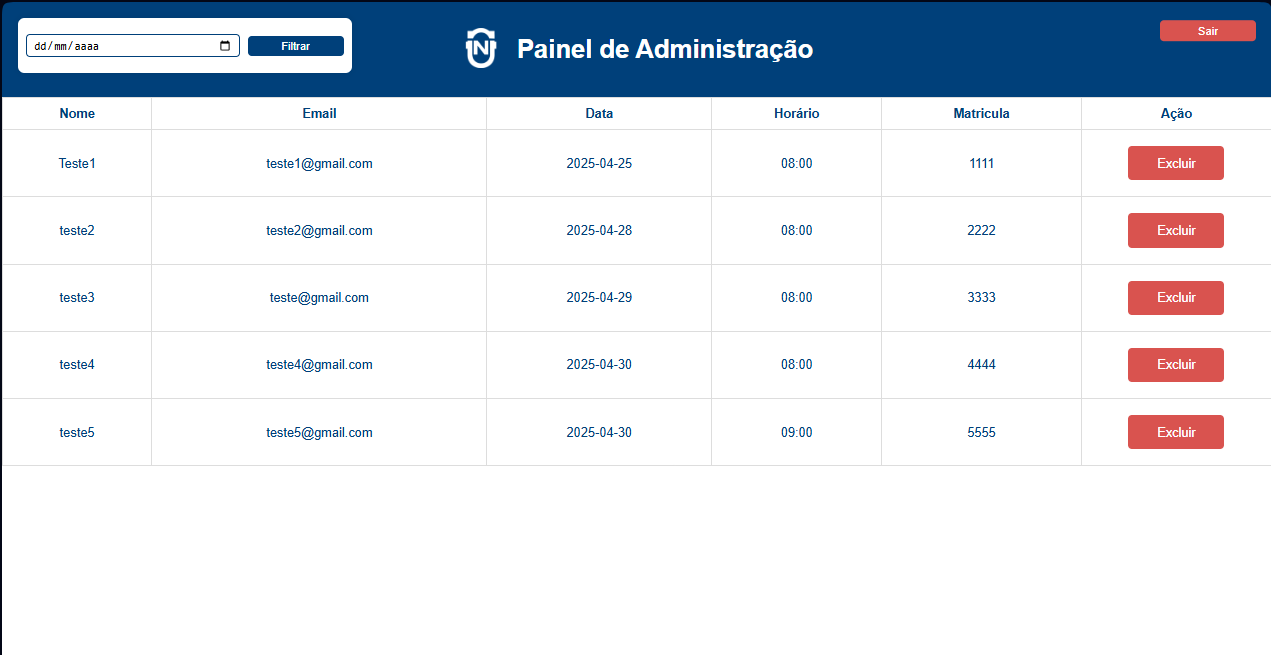 dd/mm/aaaa
Filtrar
N
Painel de Administração
Sair
Nome Email Data Horário Matricula Ação
Teste1 teste1@gmail.com 2025-04-25 08:00 1111 Excluir
teste2 teste2@gmail.com 2025-04-28 08:00 2222 Excluir
teste3 teste@gmail.com 2025-04-29 08:00 3333 Excluir
teste4 teste4@gmail.com 2025-04-30 08:00 4444 Excluir
teste5 teste5@gmail.com 2025-04-30 09:00 5555 Excluir